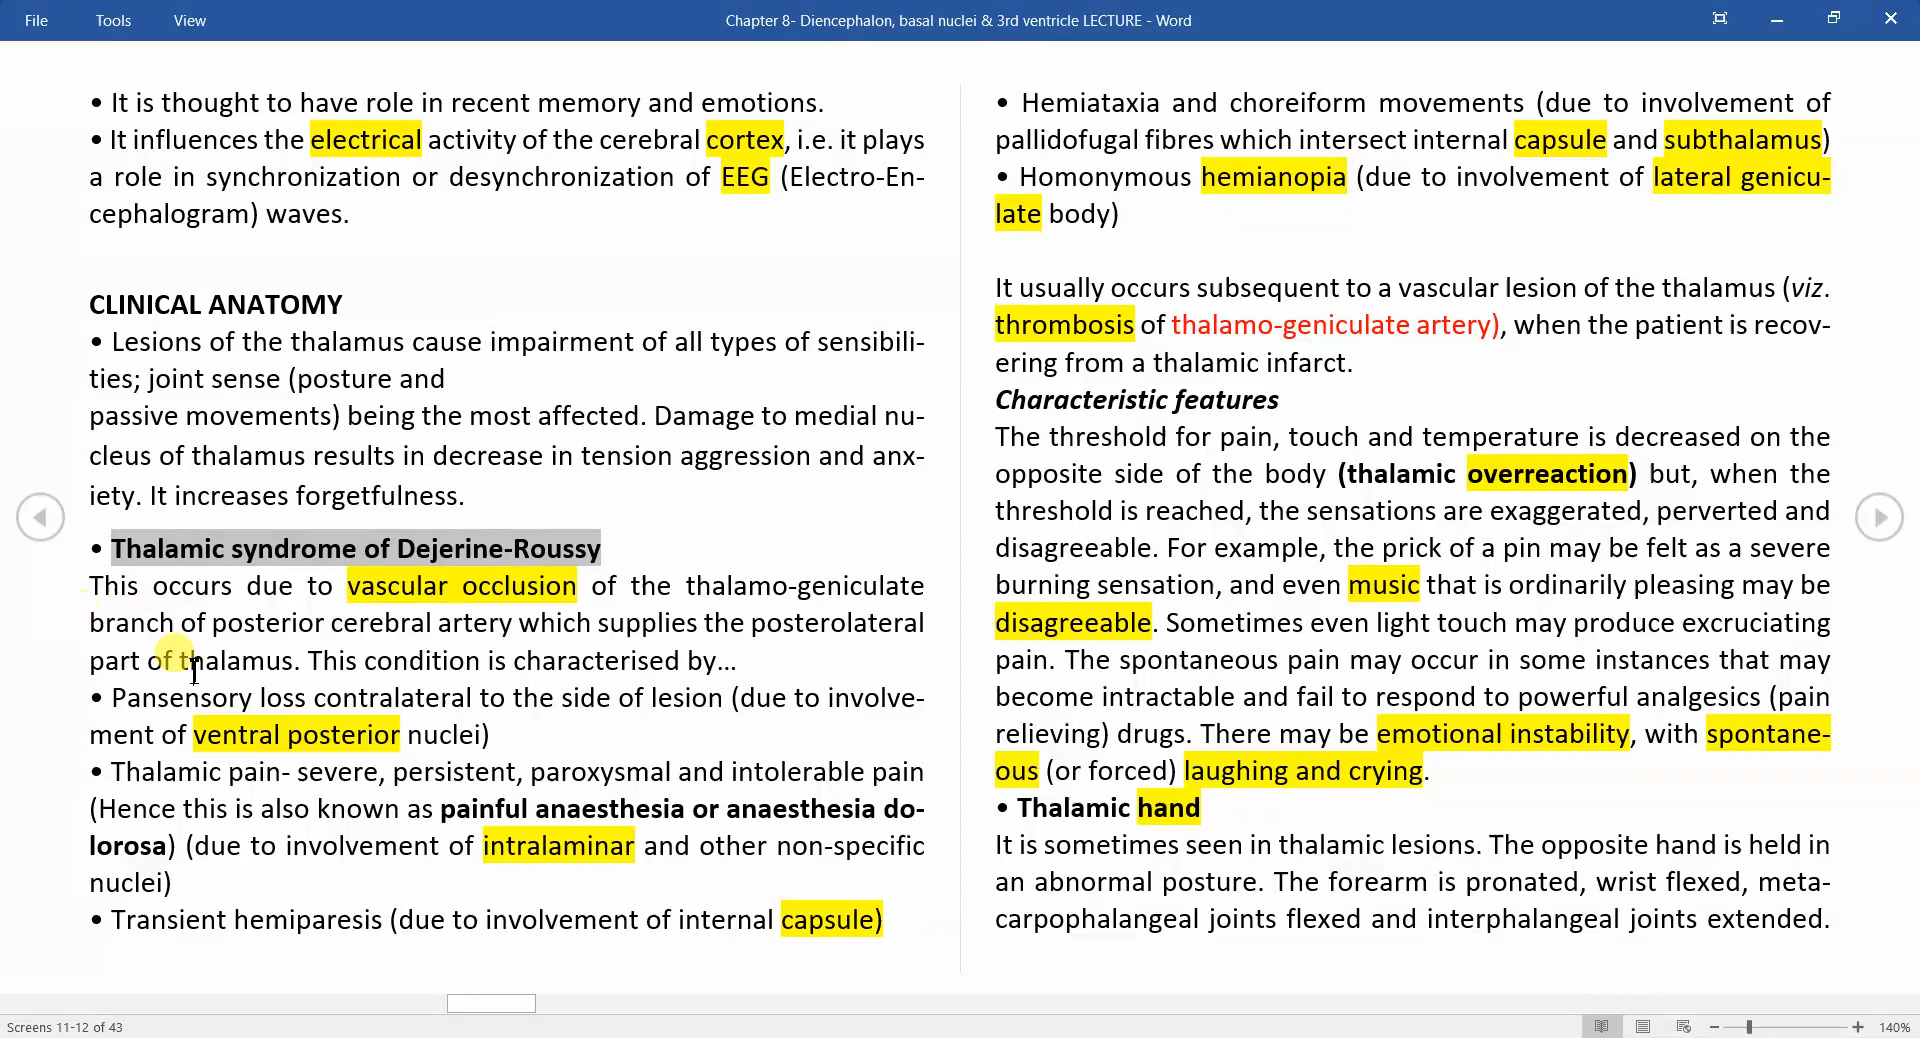 File Tools View Chapter 8- Diencephalon, basal nuclei & 3rd ventricle LECTURE - Word
• It is thought to have role in recent memory and emotions.
• It influences the electrical activity of the cerebral cortex, i.e. it plays
a role in synchronization or desynchronization of EEG (Electro-En-
cephalogram) waves.
CLINICAL ANATOMY
• Lesions of the thalamus cause impairment of all types of sensibili-
ties; joint sense (posture and
passive movements) being the most affected. Damage to medial nu-
cleus of thalamus results in decrease in tension aggression and anx-
iety. It increases forgetfulness.
• Thalamic syndrome of Dejerine-Roussy
This occurs due to vascular occlusion of the thalamo-geniculate
branch of posterior cerebral artery which supplies the posterolateral
part of thalamus. This condition is characterised by...
• Pansensory loss contralateral to the side of lesion (due to involve-
ment of ventral posterior nuclei)
• Thalamic pain- severe, persistent, paroxysmal and intolerable pain
(Hence this is also known as painful anaesthesia or anaesthesia do-
lorosa) (due to involvement of intralaminar and other non-specific
nuclei)
• Transient hemiparesis (due to involvement of internal capsule)
• Hemiataxia and choreiform movements (due to involvement of
pallidofugal fibres which intersect internal capsule and subthalamus)
• Homonymous hemianopia (due to involvement of lateral genicu-
late body)
It usually occurs subsequent to a vascular lesion of the thalamus (viz.
thrombosis of thalamo-geniculate artery), when the patient is recov-
ering from a thalamic infarct.
Characteristic features
The threshold for pain, touch and temperature is decreased on the
opposite side of the body (thalamic overreaction) but, when the
threshold is reached, the sensations are exaggerated, perverted and
disagreeable. For example, the prick of a pin may be felt as a severe
burning sensation, and even music that is ordinarily pleasing may be
disagreeable. Sometimes even light touch may produce excruciating
pain. The spontaneous pain may occur in some instances that may
become intractable and fail to respond to powerful analgesics (pain
relieving) drugs. There may be emotional instability, with spontane-
ous (or forced) laughing and crying.
• Thalamic hand
It is sometimes seen in thalamic lesions. The opposite hand is held in
an abnormal posture. The forearm is pronated, wrist flexed, meta-
carpophalangeal joints flexed and interphalangeal joints extended.
Screens 11-12 of 43 140%